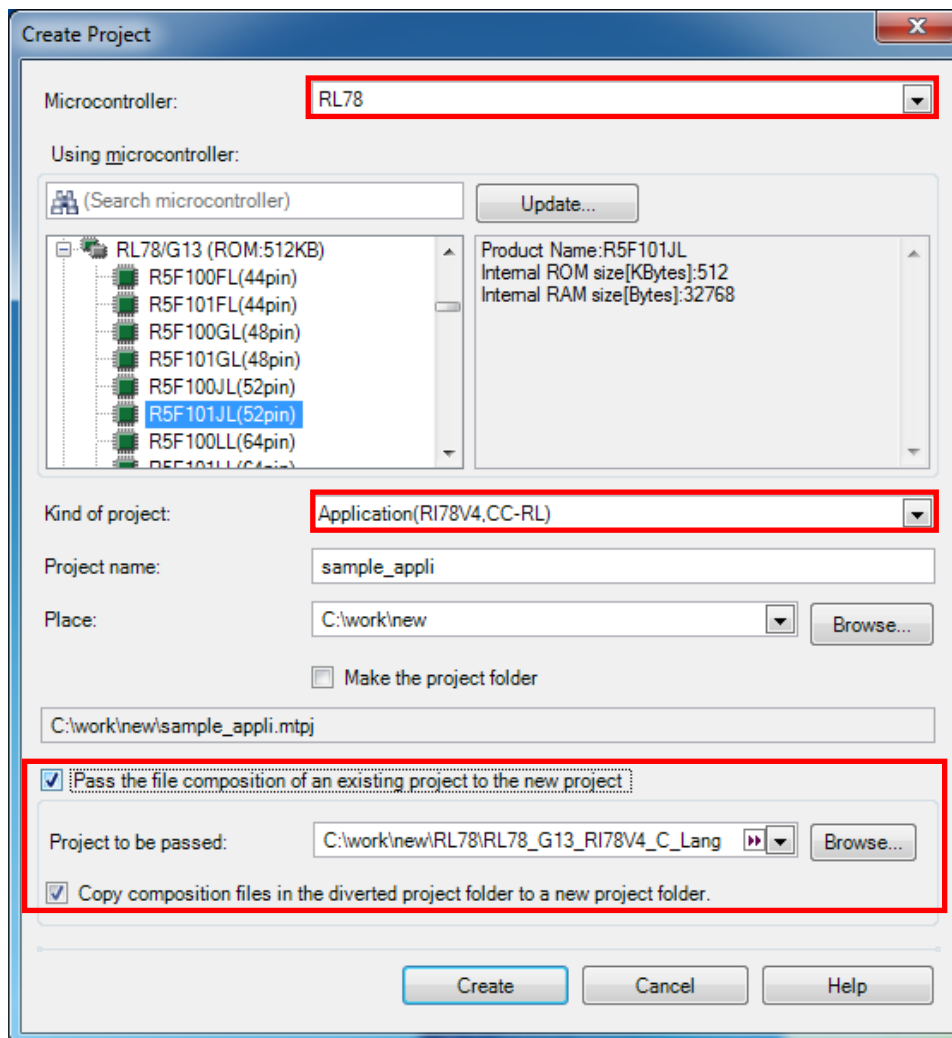 Create Project
Microcontroller:
RL78
Using microcontroller:
(Search microcontroller)
Update...
RL78/G13 (ROM:512KB)
R5F100FL(44pin)
R5F101FL(44pin)
R5F100GL(48pin)
R5F101GL(48pin)
R5F100JL(52pin)
R5F101JL(52pin)
R5F100LL(64pin)
Product Name:R5F101JL
Internal ROM size[KBytes]:512
Internal RAM size[Bytes]:32768
Kind of project:
Application(RI78V4,CC-RL)
Project name:
sample_appli
Place:
C:\work\new
Browse...
Make the project folder
C:\work\new\sample_appli.mtpj
Pass the file composition of an existing project to the new project
Project to be passed:
C:\work\new\RL78\RL78_G13_RI78V4_C_Lang
Browse...
Copy composition files in the diverted project folder to a new project folder.
Create
Cancel
Help